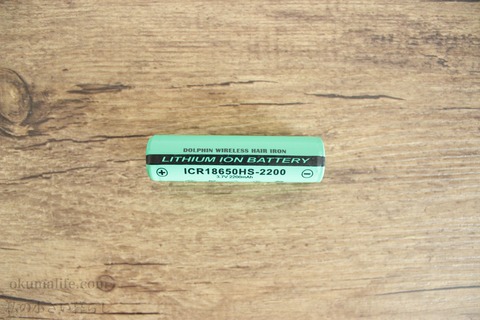 DOLPHIN WIRELESS HAIR IRON
LITHIUM ION BATTERY
ICR18650HS-2200
3.7V 2200mAh
okumalife.com